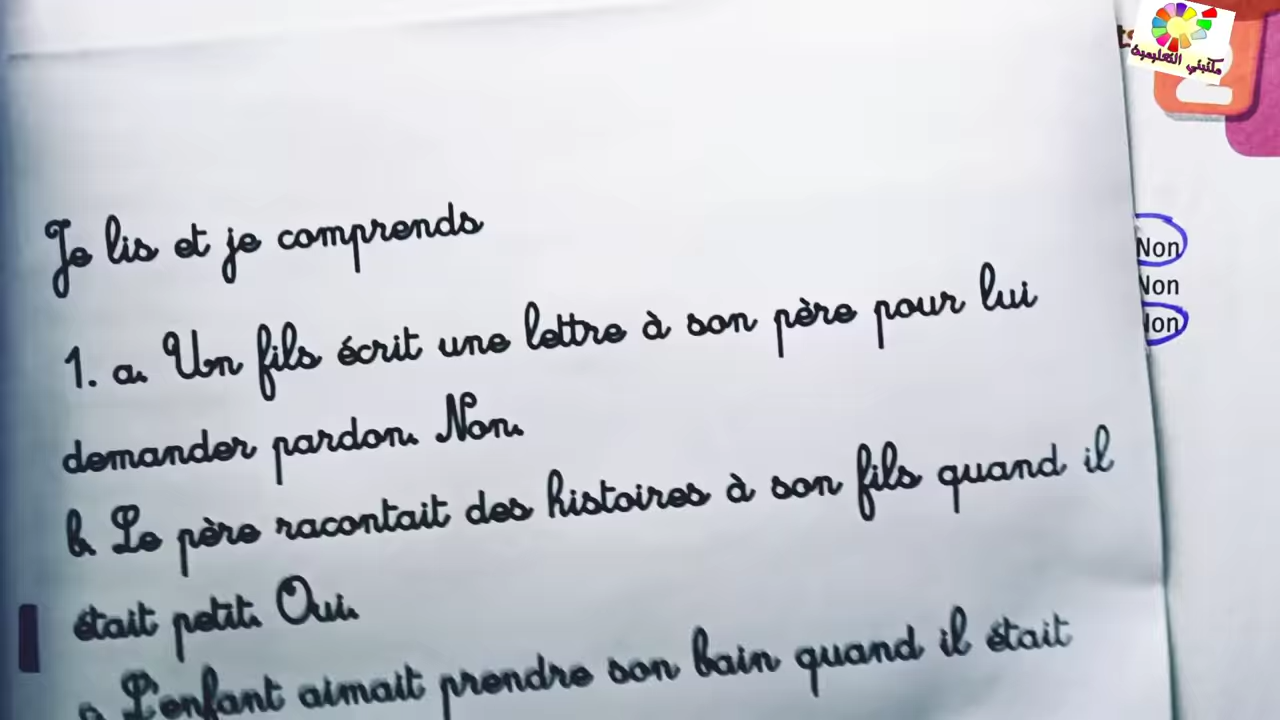 مكتبتي التعليمية
Je lis et je comprends
Non
Non
Non
1. a. Un fils écrit une lettre à son père pour lui
demander pardon. Non.
b. Le père racontait des histoires à son fils quand il
était petit. Oui.
c. L'enfant aimait prendre son bain quand il était